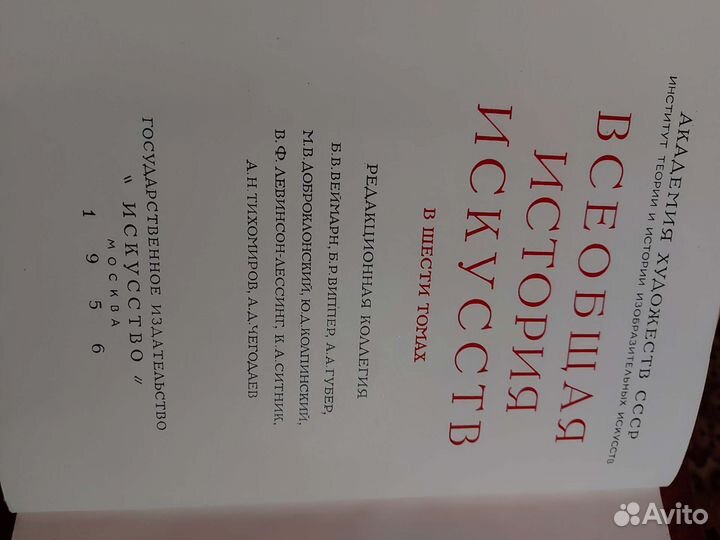 АКАДЕМИЯ ХУДОЖЕСТВ СССР
ИНСТИТУТ ТЕОРИИ И ИСТОРИИ ИЗОБРАЗИТЕЛЬНЫХ ИСКУССТВ
ВСЕОБЩАЯ
ИСТОРИЯ
ИСКУССТВ
В ШЕСТИ ТОМАХ
РЕДАКЦИОННАЯ КОЛЛЕГИЯ
Б.В.ВЕЙМАРН, Б.Р.ВИППЕР, А.А.ГУБЕР,
М.В.ДОБРОКЛОНСКИЙ, Ю.Д.КОЛПИНСКИЙ,
В.Ф.ЛЕВИНСОН-ЛЕССИНГ, К.А.СИТНИК,
А.Н.ТИХОМИРОВ, А.Д.ЧЕГОДАЕВ
ГОСУДАРСТВЕННОЕ ИЗДАТЕЛЬСТВО
"ИСКУССТВО"
МОСКВА
1956
Avito